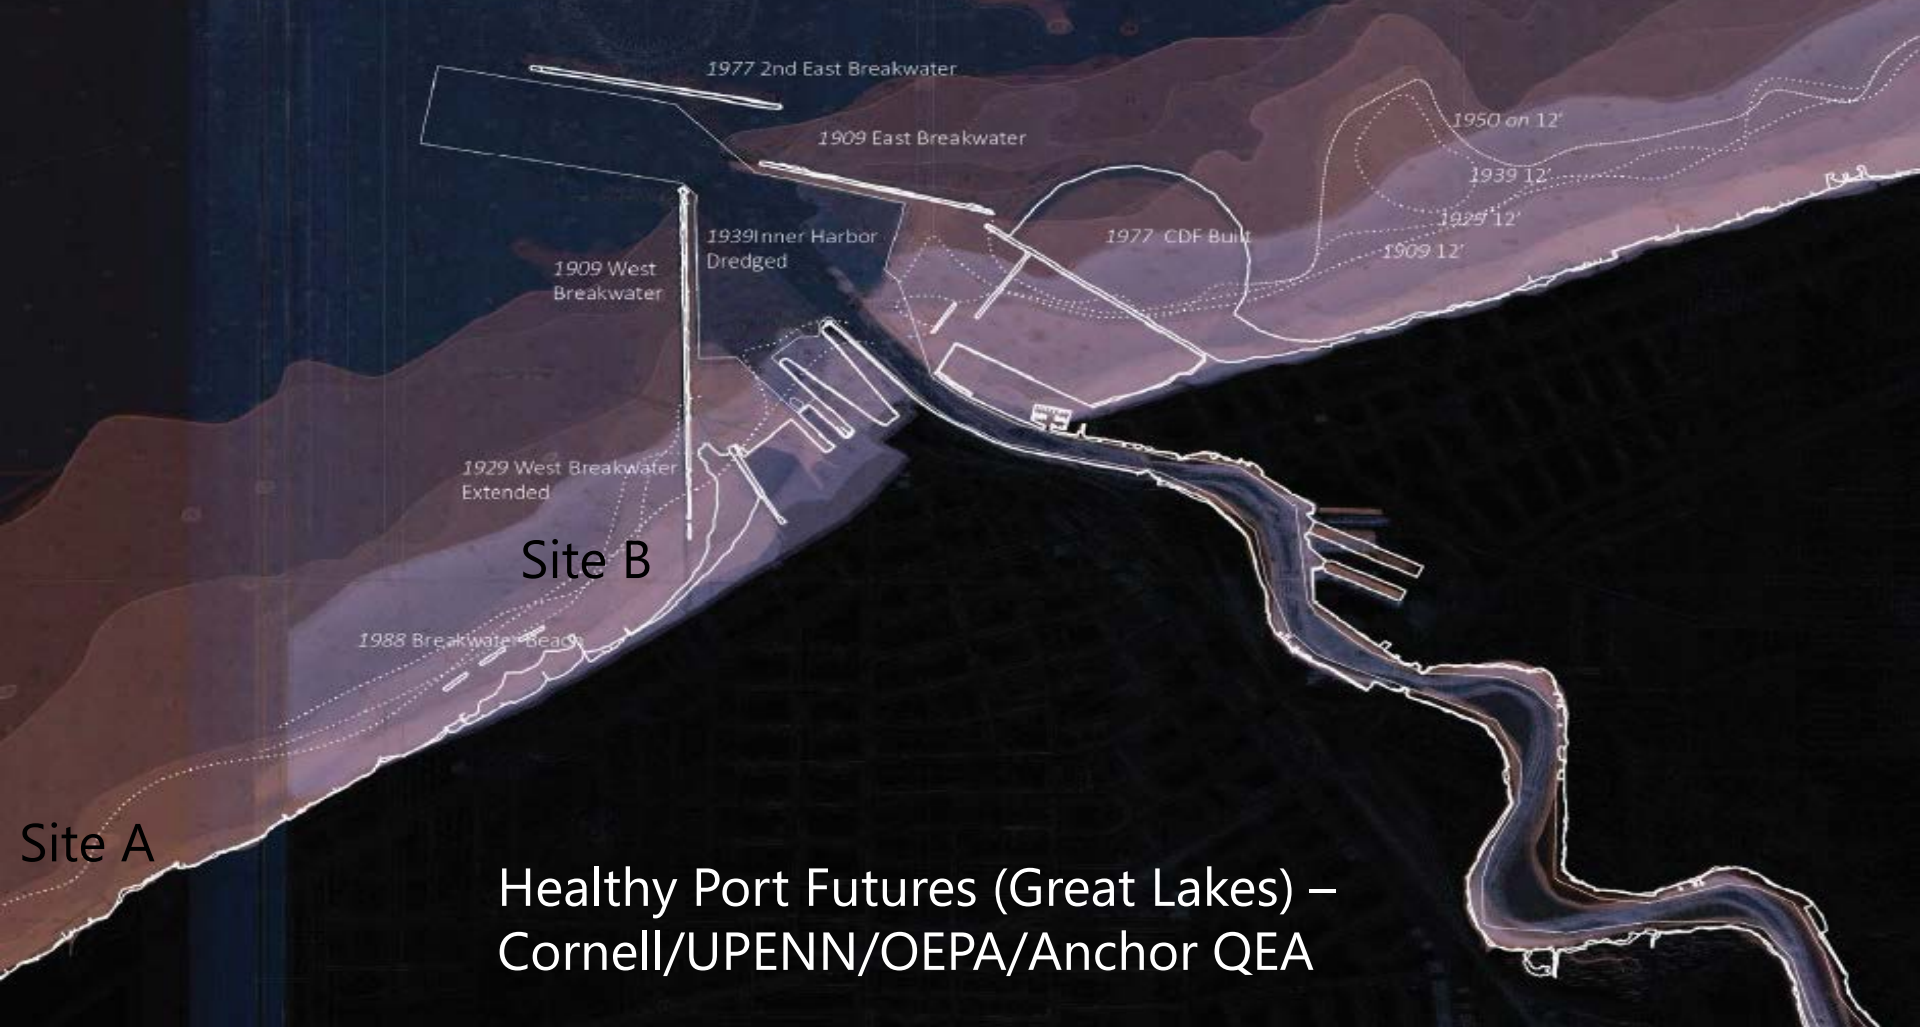 1977 2nd East Breakwater
1909 East Breakwater
1950 on 12'
1939 12'
1929 12'
1909 12'
1977 CDF Built
1939Inner Harbor
Dredged
1909 West
Breakwater
1929 West Breakwater
Extended
Site B
1988 Breakwater Beach
Site A
Healthy Port Futures (Great Lakes) –
Cornell/UPENN/OEPA/Anchor QEA